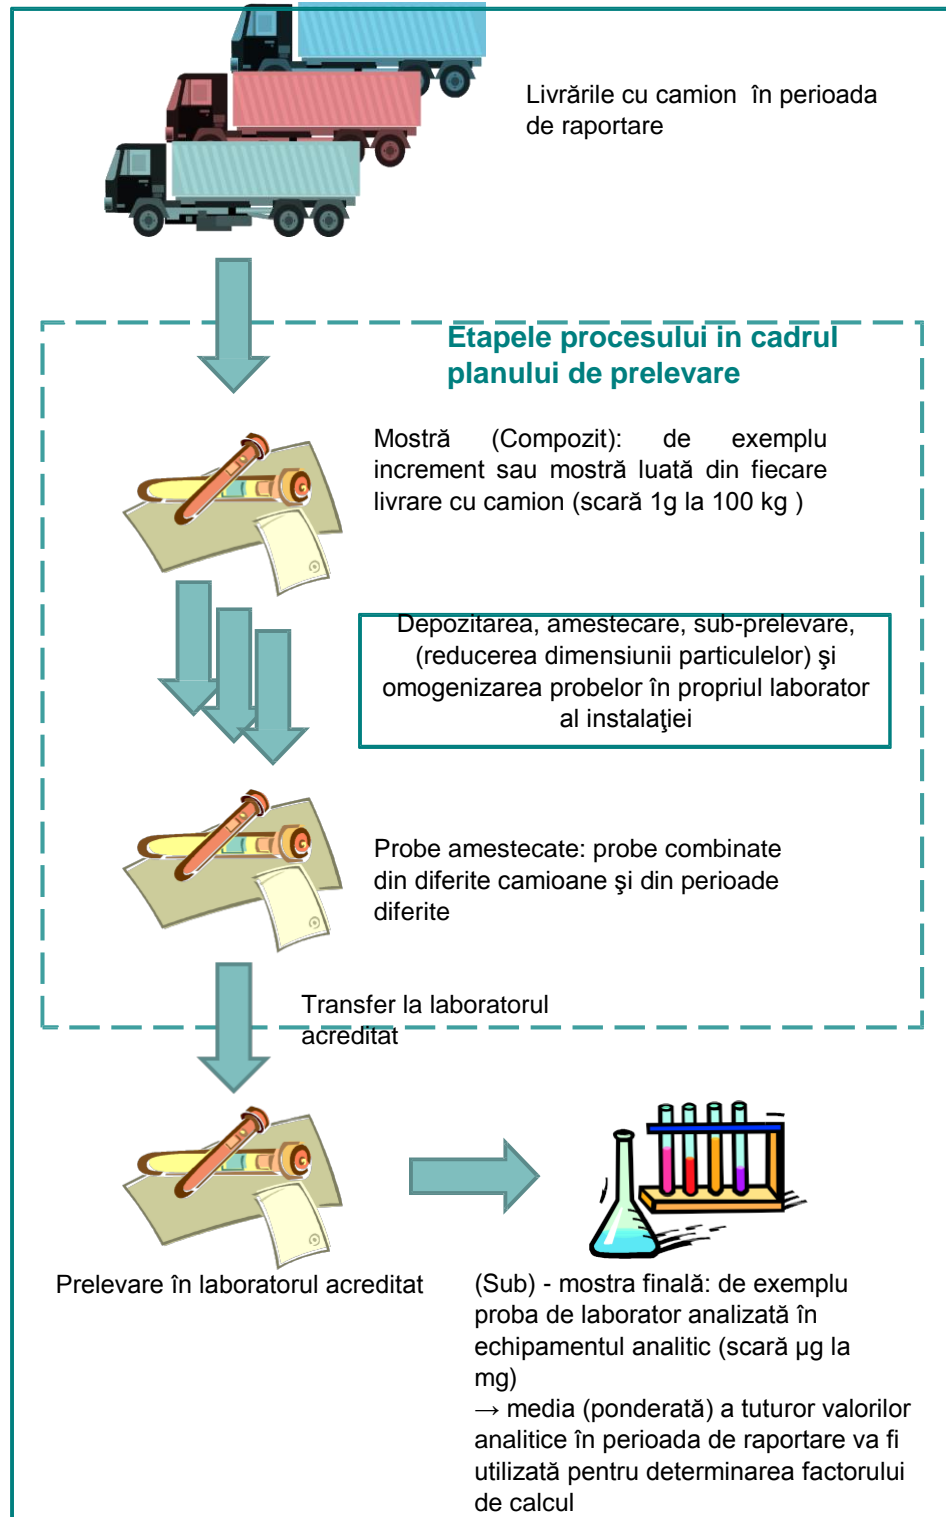 Livrările cu camion în perioada
de raportare
Etapele procesului in cadrul
planului de prelevare
Mostră (Compozit): de exemplu
increment sau mostră luată din fiecare
livrare cu camion (scară 1g la 100 kg )
Depozitarea, amestecare, sub-prelevare,
(reducerea dimensiunii particulelor) şi
omogenizarea probelor în propriul laborator
al instalaţiei
Probe amestecate: probe combinate
din diferite camioane şi din perioade
diferite
Transfer la laboratorul
acreditat
Prelevare în laboratorul acreditat
(Sub) - mostra finală: de exemplu
proba de laborator analizată în
echipamentul analitic (scară µg la
mg)
→ media (ponderată) a tuturor valorilor
analitice în perioada de raportare va fi
utilizată pentru determinarea factorului
de calcul